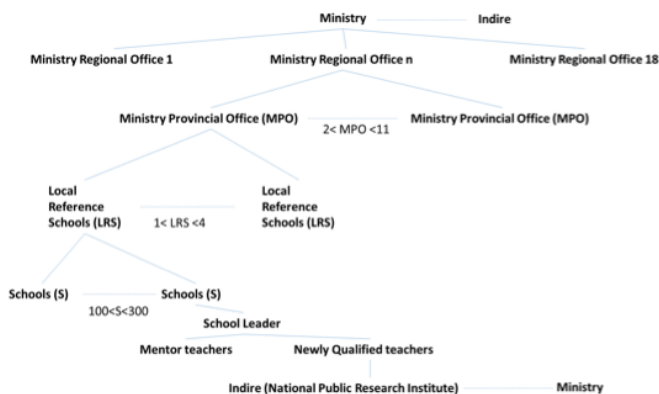 Ministry
Indire
Ministry Regional Office 1
Ministry Regional Office n
Ministry Regional Office 18
Ministry Provincial Office (MPO)
2< MPO <11
Ministry Provincial Office (MPO)
Local
Reference
Schools (LRS)
1< LRS <4
Local
Reference
Schools (LRS)
Schools (S)
100<S<300
Schools (S)
School Leader
Mentor teachers
Newly Qualified teachers
Indire (National Public Research Institute)
Ministry